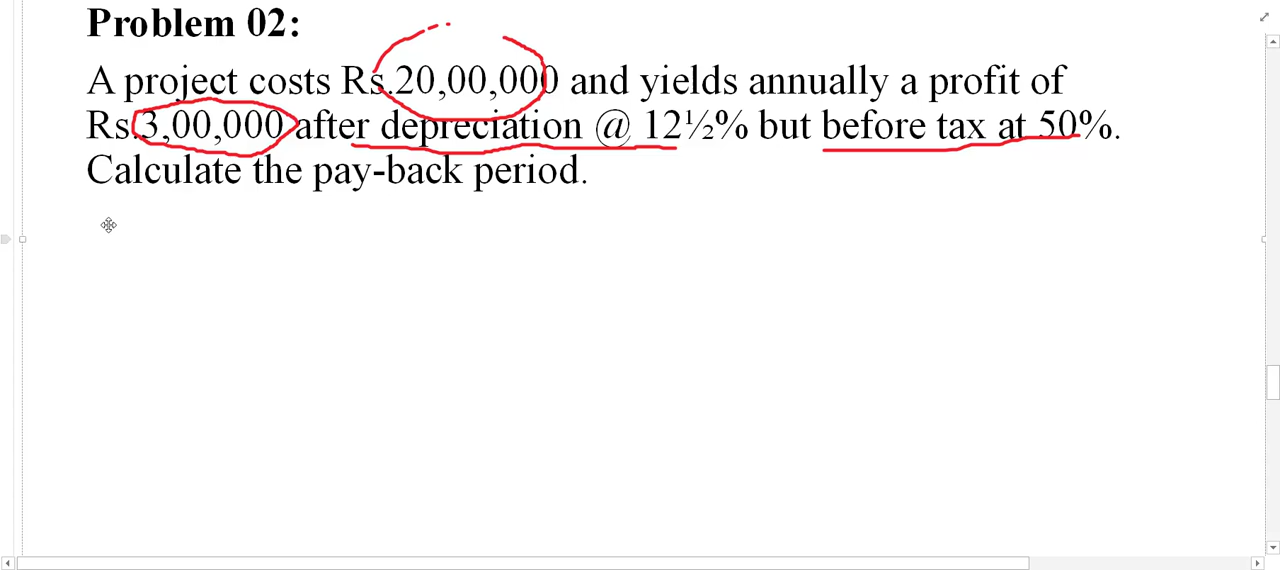 Problem 02:
A project costs Rs.20,00,000 and yields annually a profit of
Rs.3,00,000 after depreciation @ 12½% but before tax at 50%.
Calculate the pay-back period.